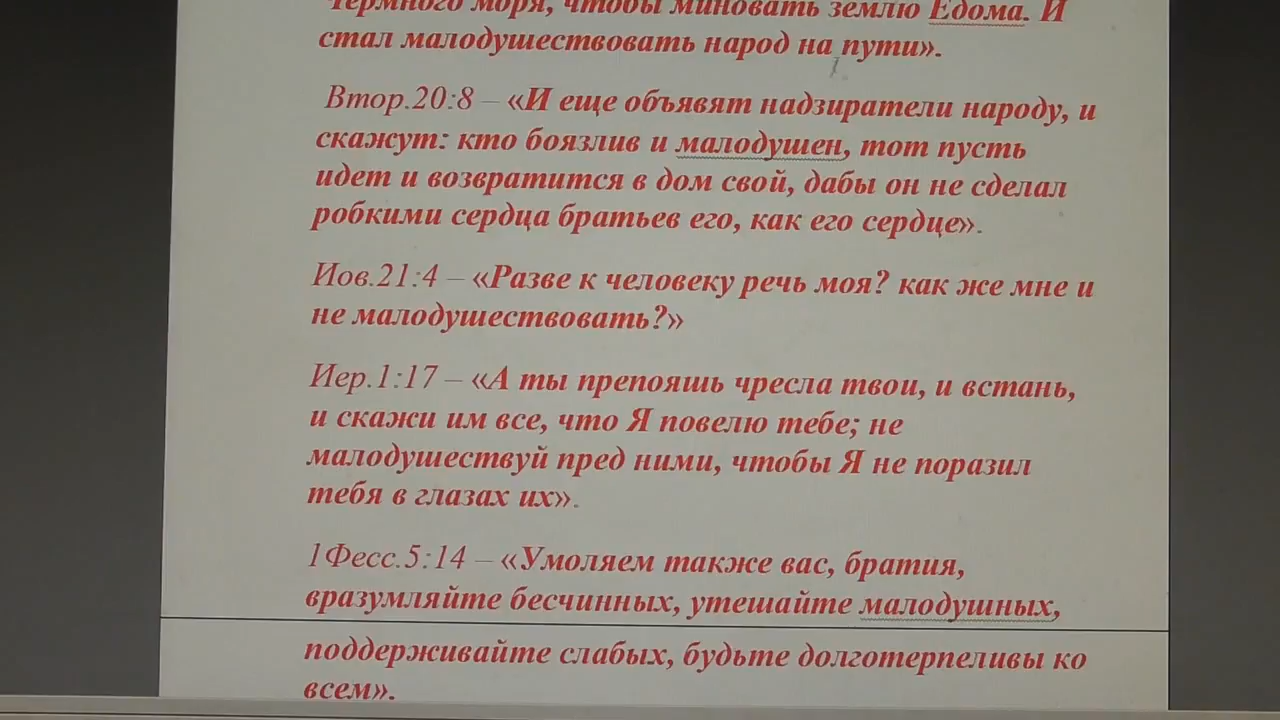 Чермного моря, чтобы миновать землю Едома. И
стал малодушествовать народ на пути».
Втор.20:8 – «И еще объявят надзиратели народу, и
скажут: кто боязлив и малодушен, тот пусть
идет и возвратится в дом свой, дабы он не сделал
робкими сердца братьев его, как его сердце».
Иов.21:4 – «Разве к человеку речь моя? как же мне и
не малодушествовать?»
Иер.1:17 – «А ты препояшь чресла твои, и встань,
и скажи им все, что Я повелю тебе; не
малодушествуй пред ними, чтобы Я не поразил
тебя в глазах их».
1Фесс.5:14 – «Умоляем также вас, братия,
вразумляйте бесчинных, утешайте малодушных,
поддерживайте слабых, будьте долготерпеливы ко
всем».